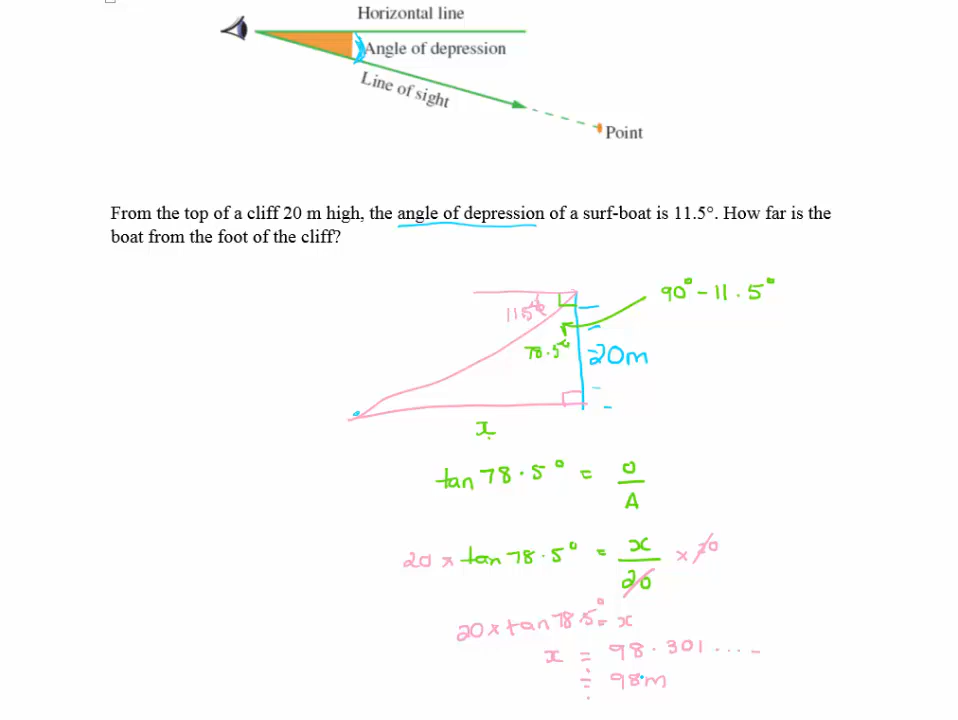 Horizontal line
Angle of depression
Line of sight
Point
From the top of a cliff 20 m high, the angle of depression of a surf-boat is 11.5°. How far is the
boat from the foot of the cliff?
90° - 11.5°
11.5°
78.5°
20m
x
tan 78.5° = O/A
20 × tan 78.5° = x/20 × 20
20 × tan 78.5° = x
x = 98.301...
≑ 98m